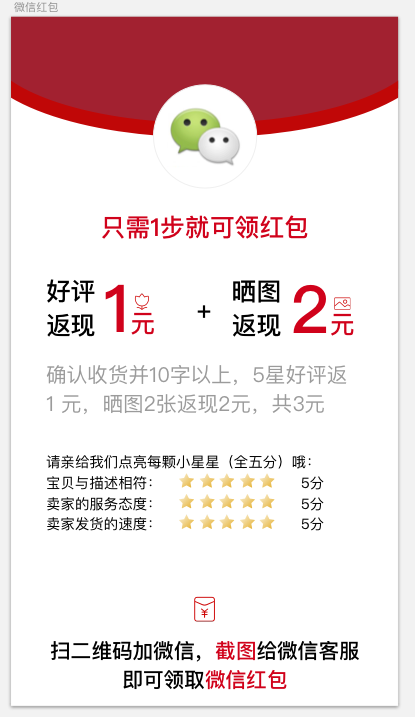 微信红包
只需1步就可领红包
好评
返现 1元 + 晒图
返现 2元
确认收货并10字以上，5星好评返
1 元，晒图2张返现2元，共3元
请亲给我们点亮每颗小星星（全五分）哦：
宝贝与描述相符： 5分
卖家的服务态度： 5分
卖家发货的速度： 5分
¥
扫二维码加微信，截图给微信客服
即可领取微信红包